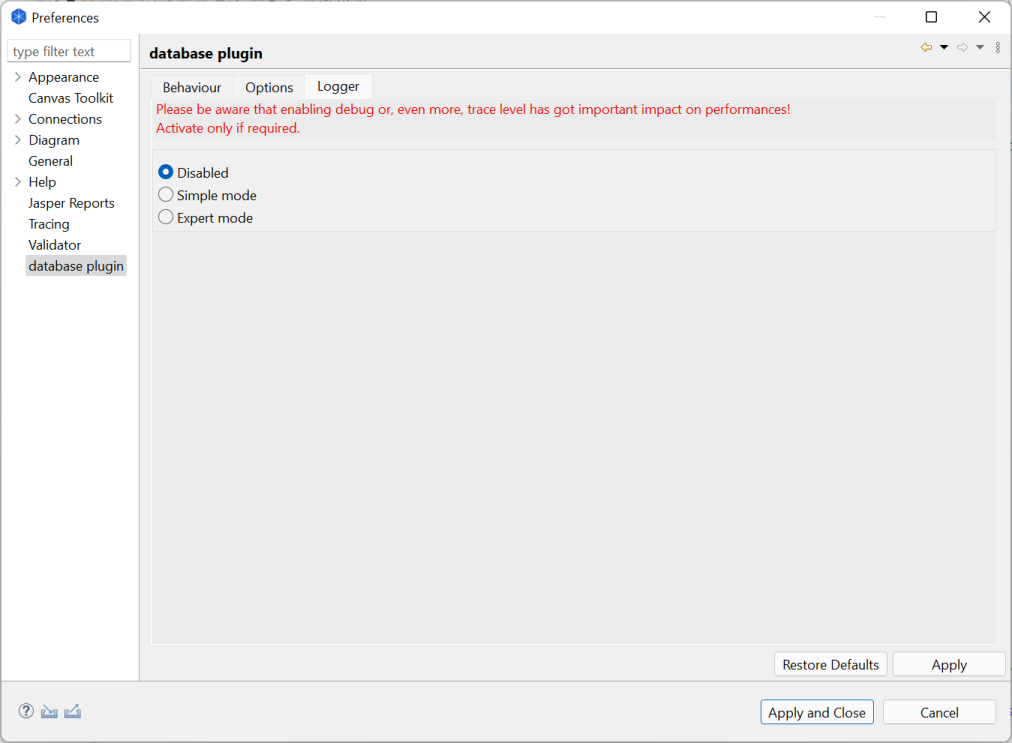 Preferences
type filter text
Appearance
Canvas Toolkit
Connections
Diagram
General
Help
Jasper Reports
Tracing
Validator
database plugin
database plugin
Behaviour Options Logger
Please be aware that enabling debug or, even more, trace level has got important impact on performances!
Activate only if required.
Disabled
Simple mode
Expert mode
Restore Defaults Apply
Apply and Close Cancel